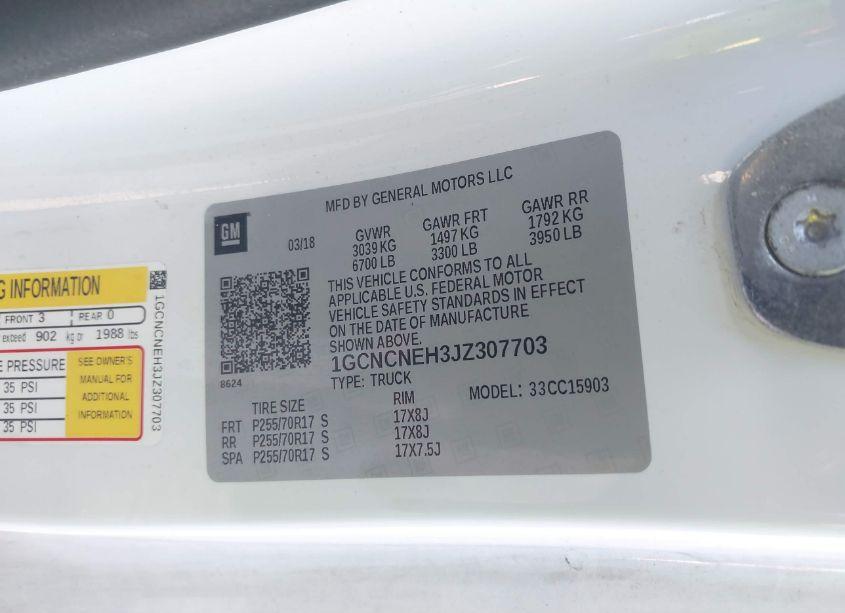 MFD BY GENERAL MOTORS LLC
GM
03/18
GVWR GAWR FRT GAWR RR
3039 KG 1497 KG 1792 KG
6700 LB 3300 LB 3950 LB
THIS VEHICLE CONFORMS TO ALL
APPLICABLE U.S. FEDERAL MOTOR
VEHICLE SAFETY STANDARDS IN EFFECT
ON THE DATE OF MANUFACTURE
SHOWN ABOVE.
1GCNCNEH3JZ307703
8624
TYPE: TRUCK MODEL: 33CC15903
TIRE SIZE RIM
FRT P255/70R17 S 17X8J
RR P255/70R17 S 17X8J
SPA P255/70R17 S 17X7.5J
G INFORMATION
FRONT 3 REAR 0
exceed 902 kg or 1988 lbs
E PRESSURE
35 PSI
35 PSI
35 PSI
SEE OWNER'S
MANUAL FOR
ADDITIONAL
INFORMATION
1GCNCNEH3JZ307703